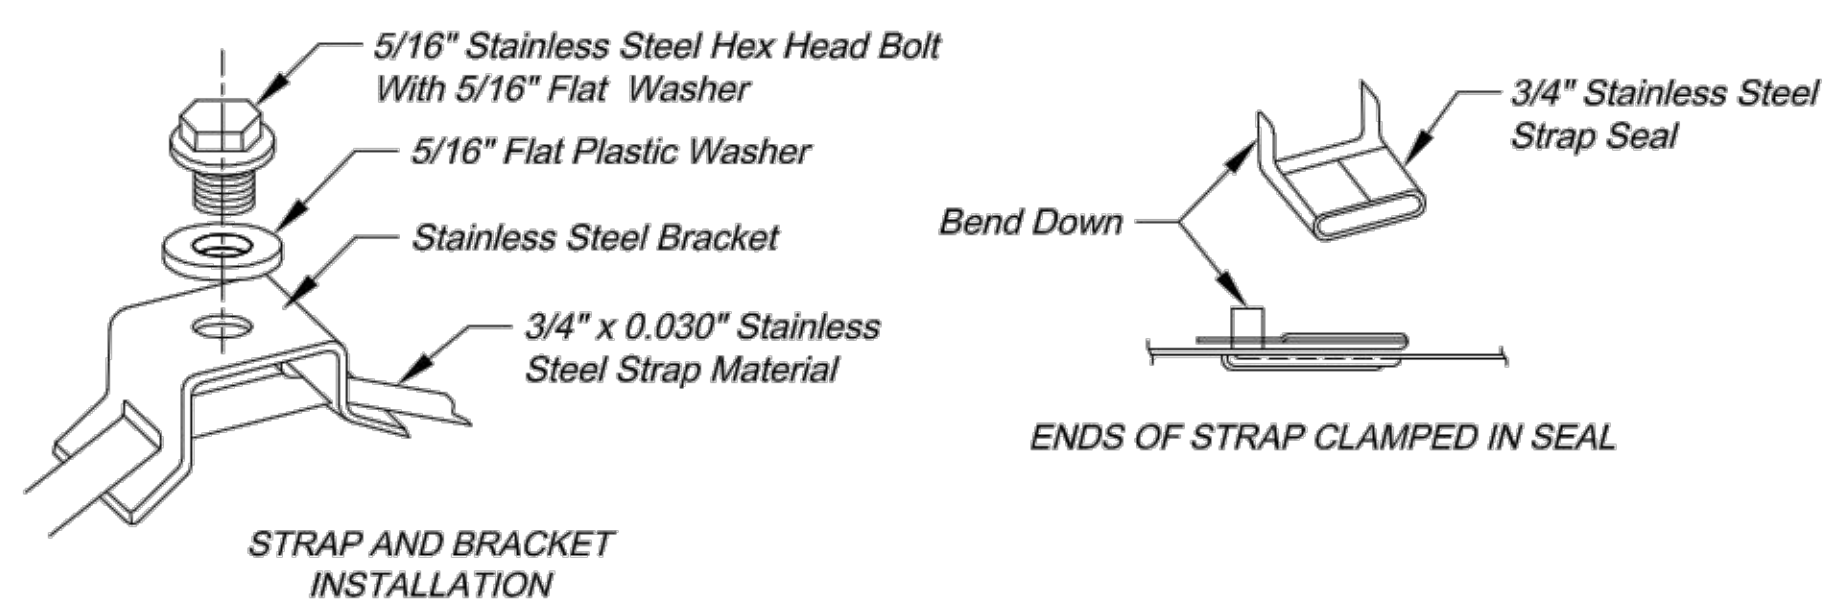 5/16" Stainless Steel Hex Head Bolt
With 5/16" Flat Washer
5/16" Flat Plastic Washer
Stainless Steel Bracket
3/4" x 0.030" Stainless
Steel Strap Material
STRAP AND BRACKET
INSTALLATION
3/4" Stainless Steel
Strap Seal
Bend Down
ENDS OF STRAP CLAMPED IN SEAL